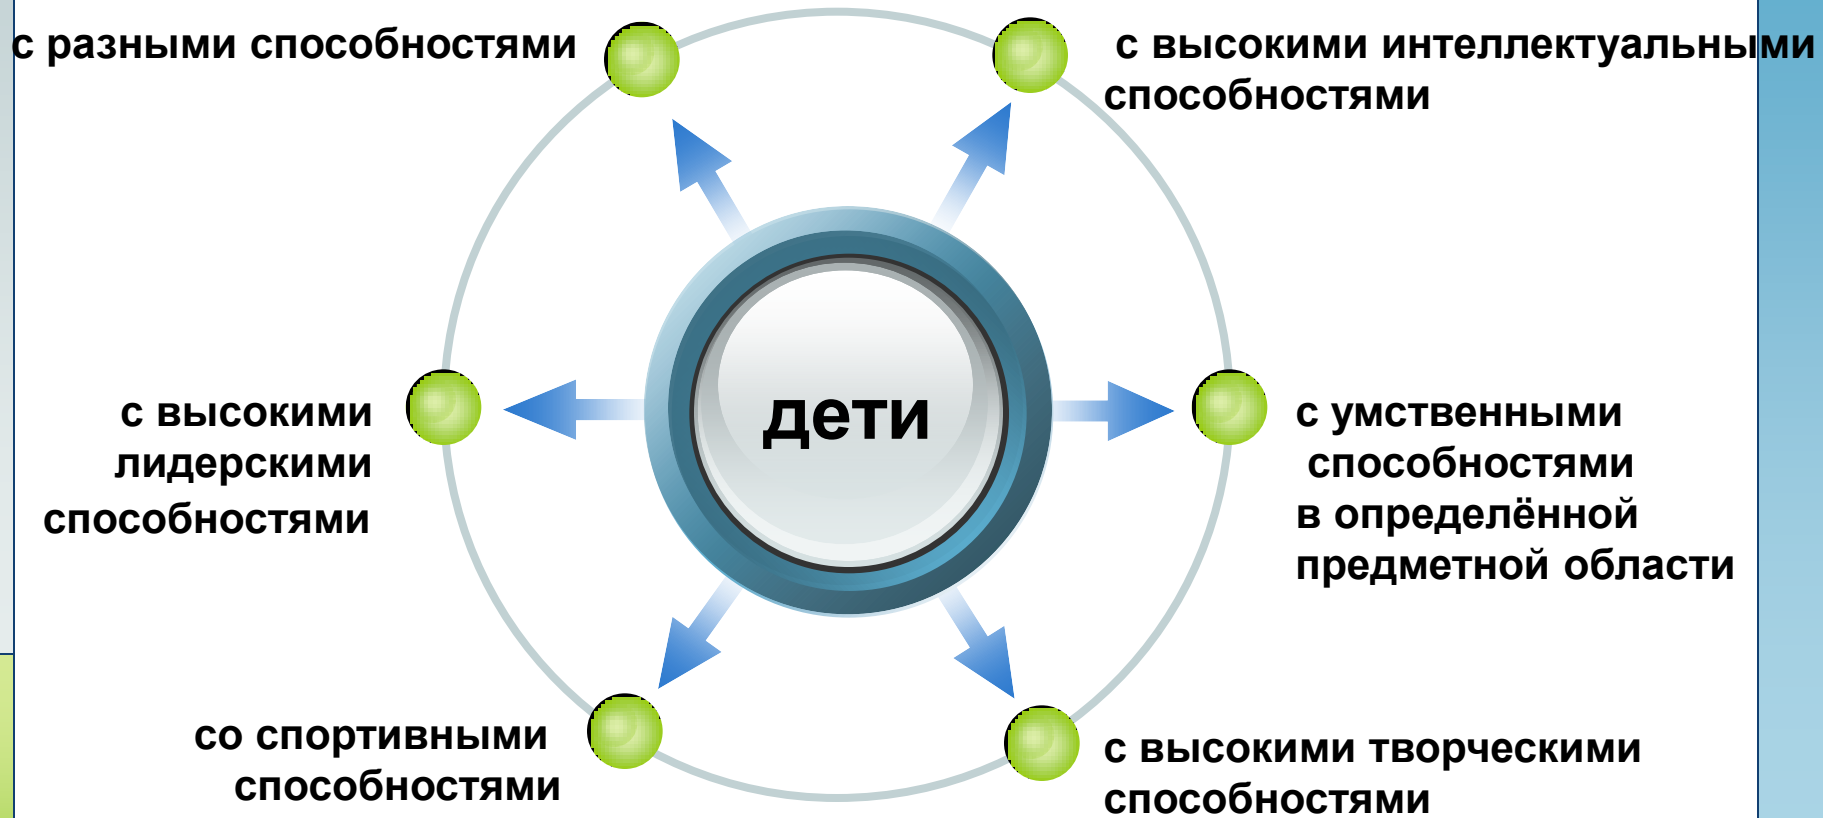 с разными способностями
с высокими интеллектуальными
способностями
дети
с высокими
лидерскими
способностями
с умственными
способностями
в определённой
предметной области
со спортивными
способностями
с высокими творческими
способностями